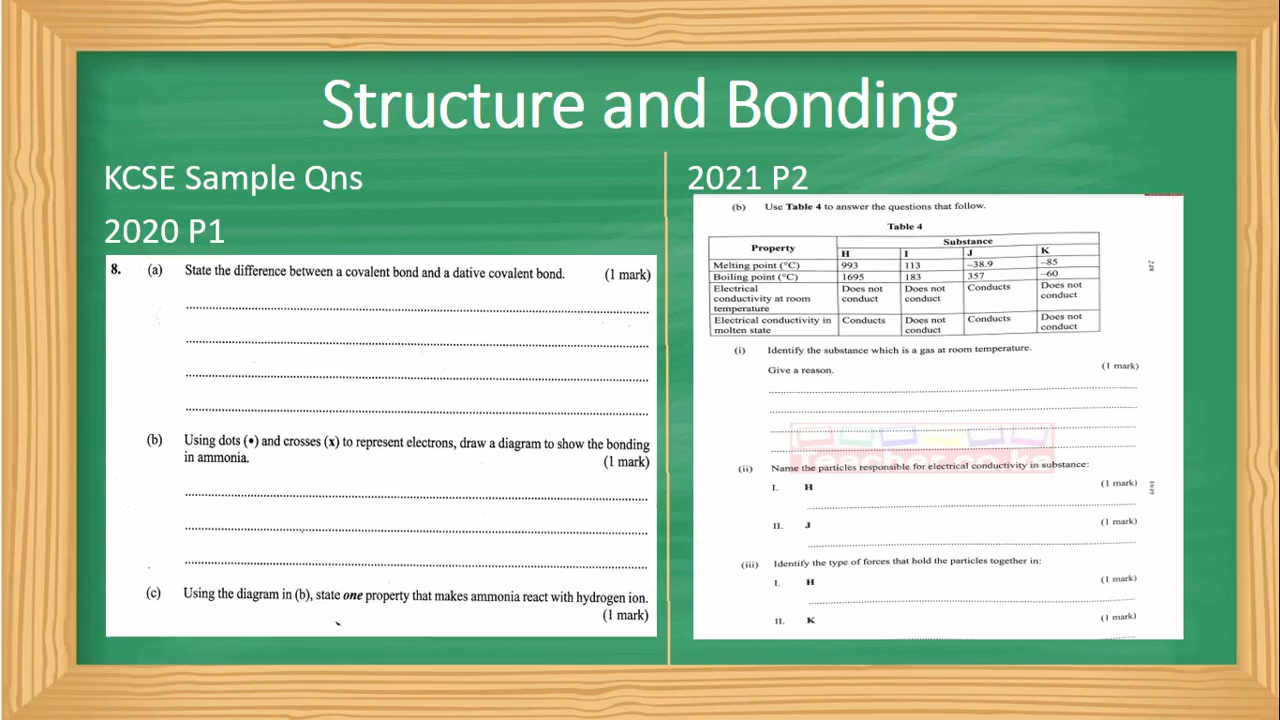 Structure and Bonding
KCSE Sample Qns
2020 P1
8. (a) State the difference between a covalent bond and a dative covalent bond. (1 mark)
(b) Using dots (•) and crosses (x) to represent electrons, draw a diagram to show the bonding
in ammonia. (1 mark)
(c) Using the diagram in (b), state one property that makes ammonia react with hydrogen ion.
(1 mark)
2021 P2
(b) Use Table 4 to answer the questions that follow.
Table 4
Property Substance
H I J K
Melting point (°C) 993 113 –38.9 –85
Boiling point (°C) 1695 183 357 –60
Electrical Does not Does not Conducts Does not
conductivity at room conduct conduct conduct
temperature
Electrical conductivity in Conducts Does not Conducts Does not
molten state conduct conduct
(i) Identify the substance which is a gas at room temperature.
Give a reason. (1 mark)
Teacher.co.ke
(ii) Name the particles responsible for electrical conductivity in substance:
I. H (1 mark)
II. J (1 mark)
(iii) Identify the type of forces that hold the particles together in:
I. H (1 mark)
II. K (1 mark)